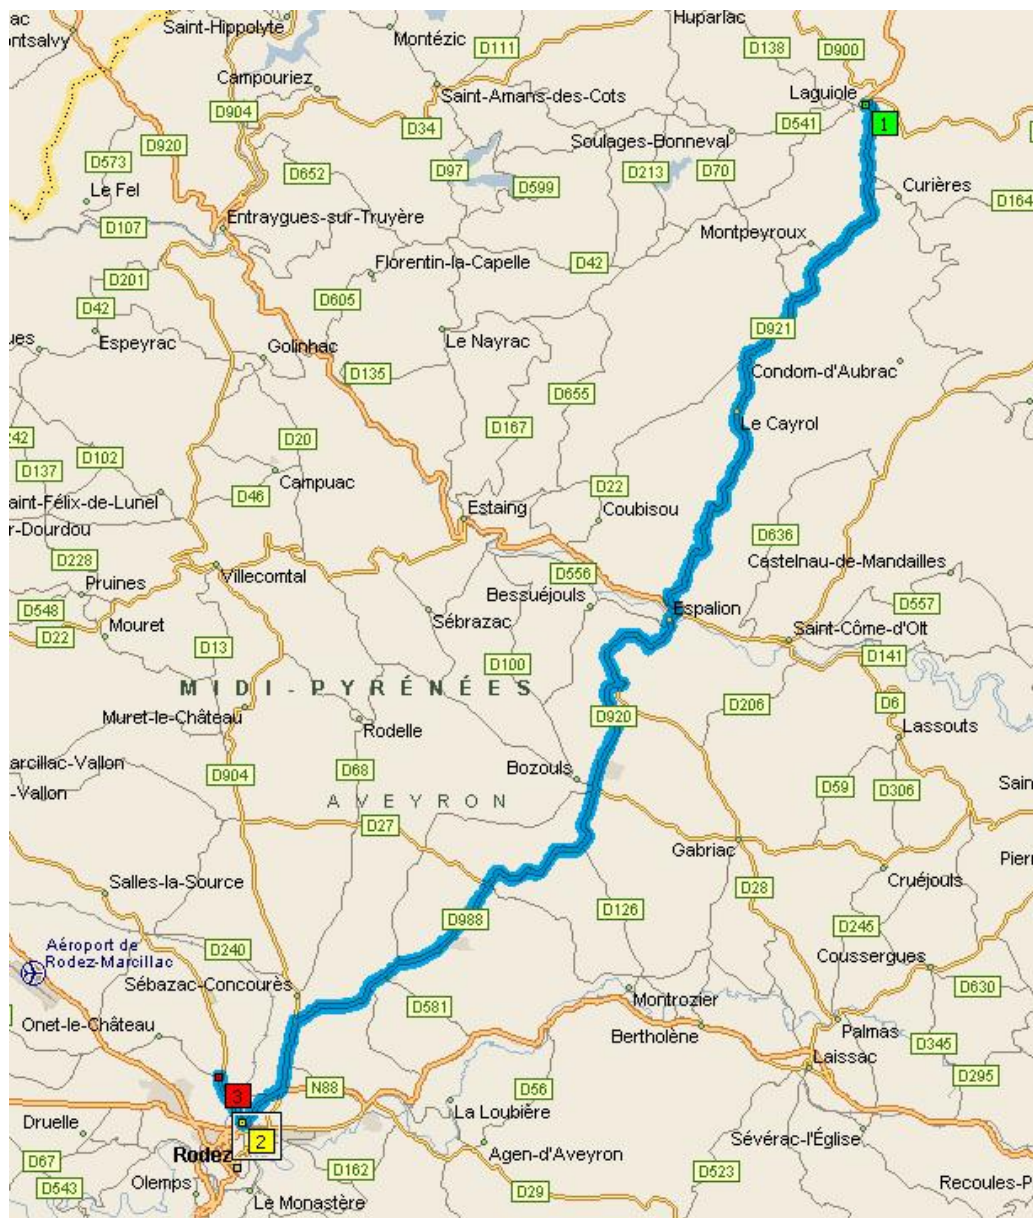 ac
Saint-Hippolyte
Huparlac
ontsalvy
Montézic
D111
D138
D900
Campouriez
Laguiole
Saint-Amans-des-Cots
D904
1
D920
D34
D541
Soulages-Bonneval
D573
D97
D652
D213
D70
Le Fel
D599
Curières
D164
D107
Entraygues-sur-Truyère
Montpeyroux
D201
Florentin-la-Capelle
D42
D42
D605
D921
ues
Espeyrac
Golinhac
Le Nayrac
D135
Condom-d'Aubrac
D655
Le Cayrol
242
D20
D167
D102
D137
Campuac
D22
aint-Félix-de-Lunel
D46
Estaing
Coubisou
r-Dourdou
D636
D228
Castelnau-de-Mandailles
Villecomtal
D556
Pruines
Bessuéjouls
D548
Espalion
D557
Sébrazac
Mouret
D22
Saint-Côme-d'Olt
D13
D100
D141
MIDI-PYRÉNÉES
D206
D6
Muret-le-Château
D920
Rodelle
Lassouts
arcillac-Vallon
D904
D68
Bozouls
-Vallon
D59
D306
Sain
AVEYRON
D27
Gabriac
Pierr
Cruéjouls
Salles-la-Source
D28
D988
D126
D245
Aéroport de
Rodez-Marcillac
D240
Coussergues
Sébazac-Concourès
Montrozier
D630
D581
Onet-le-Château
Bertholène
Palmas
D345
Laissac
3
N88
D56
D295
La Loubière
Druelle
2
Sévérac-l'Église
Rodez
Agen-d'Aveyron
D67
D162
D523
Olemps
D543
D29
Recoules-P
Le Monastère